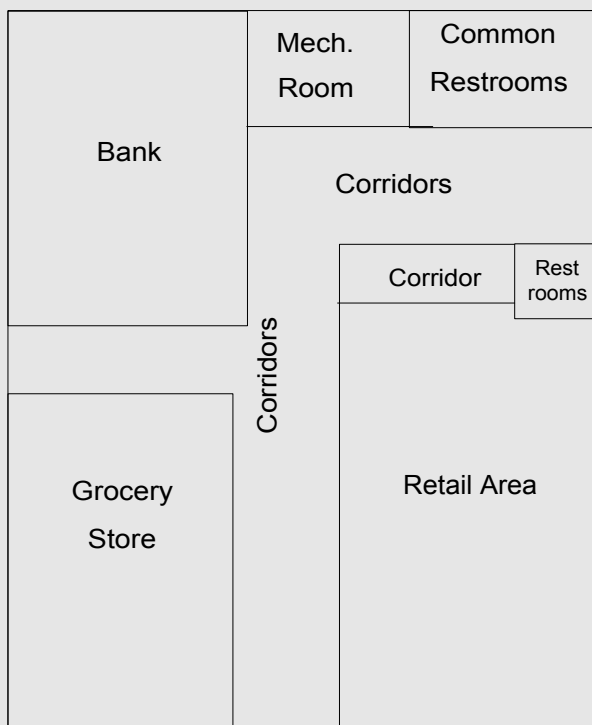 Mech.
Room
Common
Restrooms
Bank
Corridors
Corridor
Rest
rooms
Corridors
Grocery
Store
Retail Area